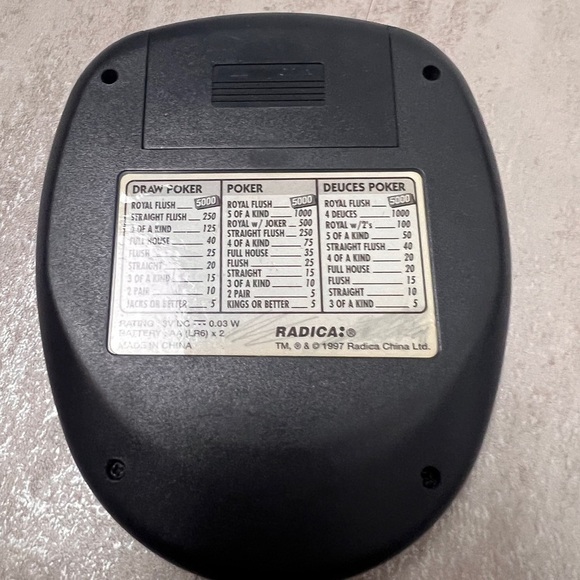 DRAW POKER
ROYAL FLUSH 5000
STRAIGHT FLUSH 250
OF A KIND 125
FULL HOUSE 40
FLUSH 25
STRAIGHT 20
3 OF A KIND 15
2 PAIR 10
JACKS OR BETTER 5
POKER
ROYAL FLUSH 5000
5 OF A KIND 1000
ROYAL w/ JOKER 500
STRAIGHT FLUSH 250
4 OF A KIND 75
FULL HOUSE 35
FLUSH 25
STRAIGHT 15
3 OF A KIND 10
2 PAIR 5
KINGS OR BETTER 5
DEUCES POKER
ROYAL FLUSH 5000
4 DEUCES 1000
ROYAL w/2's 100
5 OF A KIND 50
STRAIGHT FLUSH 40
4 OF A KIND 20
FULL HOUSE 20
FLUSH 15
STRAIGHT 10
3 OF A KIND 5
RATING 3V DC 0.03 W
BATTERY AA (LR6) x 2
MADE IN CHINA
RADICA:®
TM, ® & © 1997 Radica China Ltd.